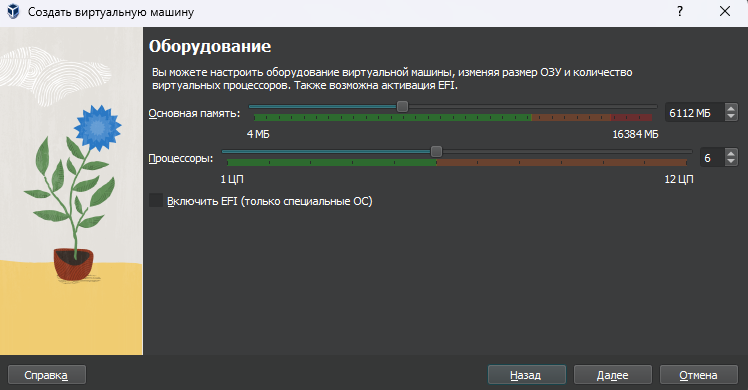 Создать виртуальную машину
?
Оборудование
Вы можете настроить оборудование виртуальной машины, изменяя размер ОЗУ и количество
виртуальных процессоров. Также возможна активация EFI.
Основная память: 6112 МБ
4 МБ 16384 МБ
Процессоры: 6
1 ЦП 12 ЦП
Включить EFI (только специальные ОС)
Справка Назад Далее Отмена